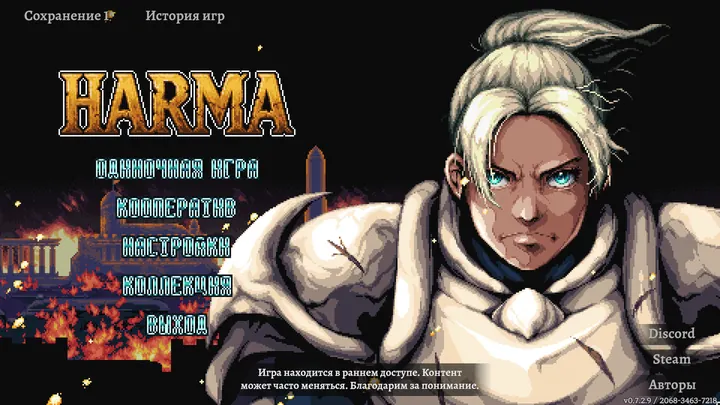 Сохранение 1
История игр
HARMA
ОДИНОЧНАЯ ИГРА
КООПЕРАТИВ
НАСТРОЙКИ
КОЛЛЕКЦИЯ
ВЫХОД
Discord
Steam
Авторы
Игра находится в раннем доступе. Контент
может часто меняться. Благодарим за понимание.
v0.7.2.9 / 2068-3463-7218